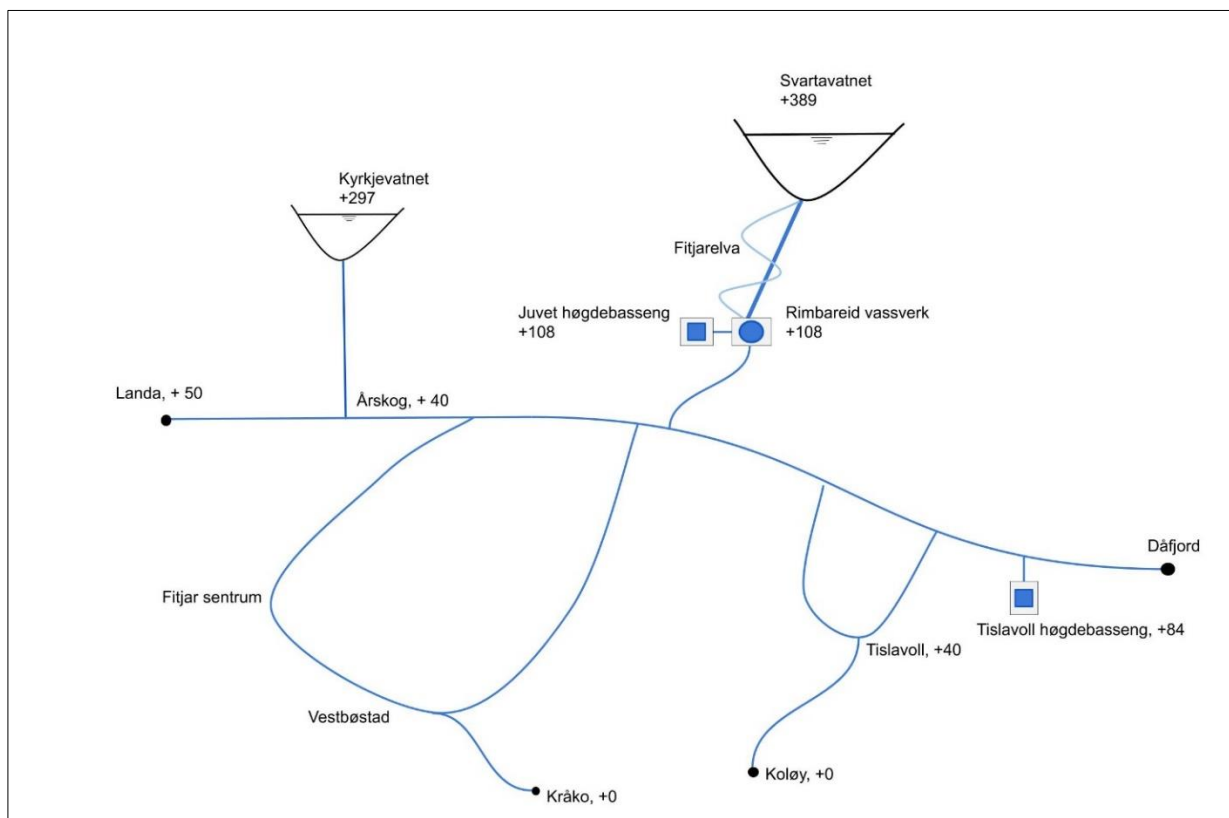 Svartavatnet
+389
Kyrkjevatnet
+297
Fitjarelva
Juvet høgdebasseng
+108
Rimbareid vassverk
+108
Landa, + 50
Årskog, + 40
Dåfjord
Fitjar sentrum
Tislavoll høgdebasseng, +84
Tislavoll, +40
Vestbøstad
Koløy, +0
Kråko, +0